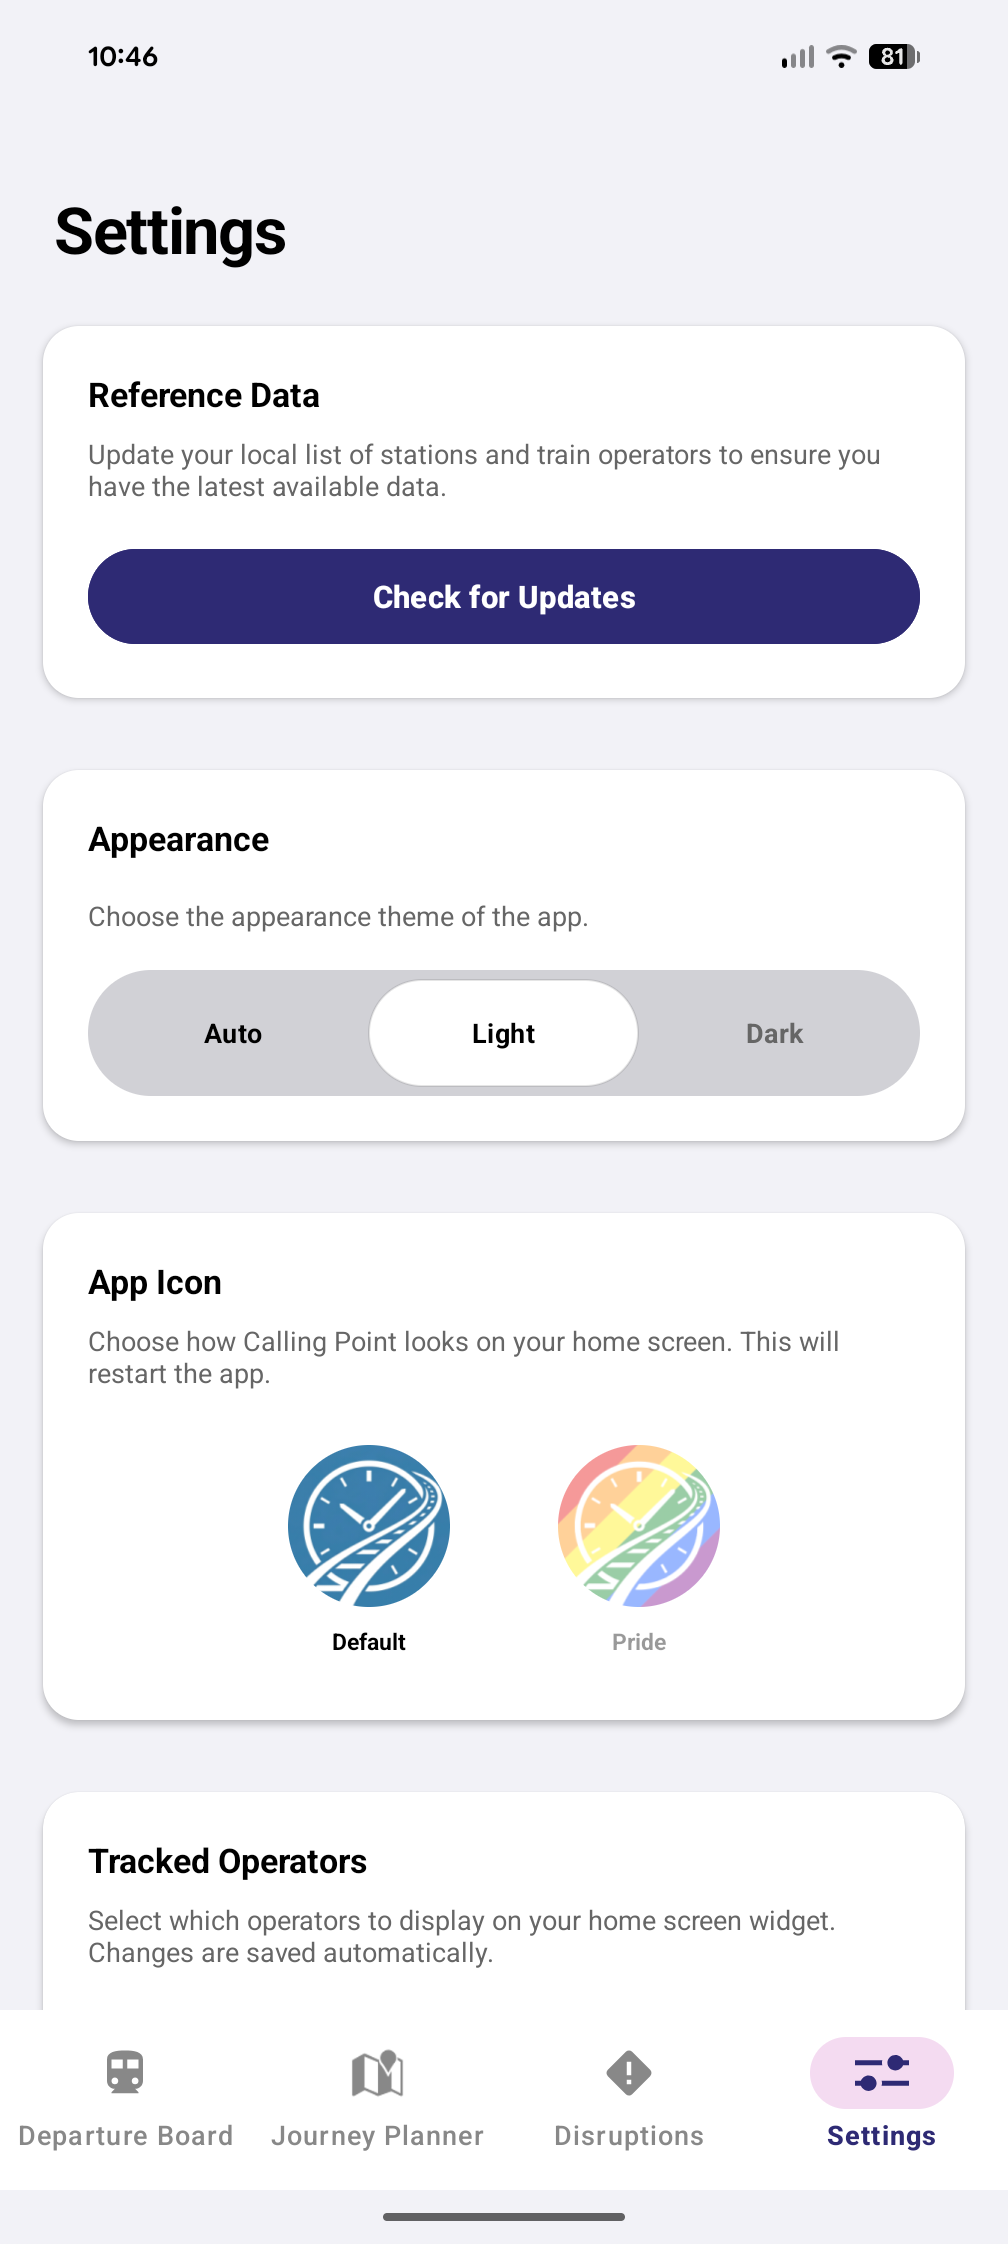 10:46
81
Settings
Reference Data
Update your local list of stations and train operators to ensure you
have the latest available data.
Check for Updates
Appearance
Choose the appearance theme of the app.
Auto
Light
Dark
App Icon
Choose how Calling Point looks on your home screen. This will
restart the app.
Default
Pride
Tracked Operators
Select which operators to display on your home screen widget.
Changes are saved automatically.
Departure Board
Journey Planner
Disruptions
Settings